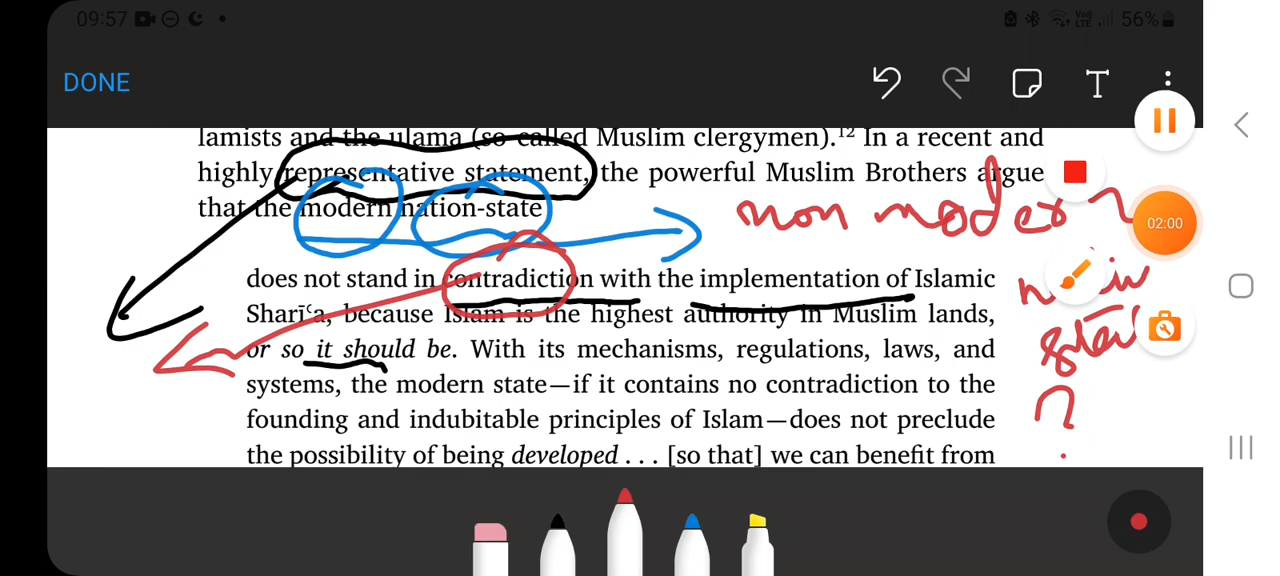 09:57 VoD LTE 56%
DONE
T
lamists and the ulama (so-called Muslim clergymen).12 In a recent and
highly representative statement, the powerful Muslim Brothers argue
that the modern nation-state
non moder
02:00
does not stand in contradiction with the implementation of Islamic
Sharīʿa, because Islam is the highest authority in Muslim lands,
or so it should be. With its mechanisms, regulations, laws, and
systems, the modern state—if it contains no contradiction to the
founding and indubitable principles of Islam—does not preclude
the possibility of being developed . . . [so that] we can benefit from
?